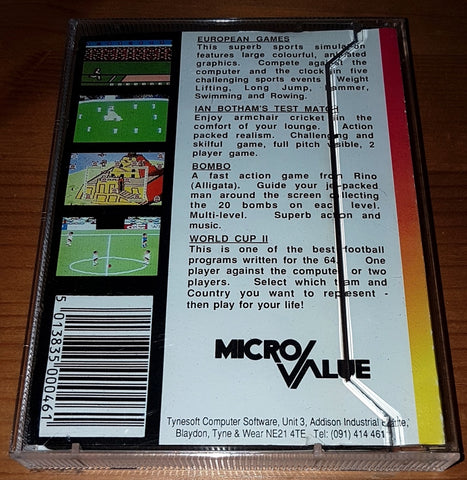 EUROPEAN GAMES
This superb sports simulation
features large colourful, animated
graphics. Compete against the
computer and the clock in five
challenging sports events: Weight
Lifting, Long Jump, Hammer,
Swimming and Rowing.
IAN BOTHAM'S TEST MATCH
Enjoy armchair cricket in the
comfort of your lounge. Action
packed realism. Challenging and
skilful game, full pitch visible, 2
player game.
BOMBO
A fast action game from Rino
(Alligata). Guide your jet-packed
man around the screen collecting
the 20 bombs on each level.
Multi-level. Superb action and
music.
WORLD CUP II
This is one of the best football
programs written for the 64. One
player against the computer or two
players. Select which team and
Country you want to represent -
then play for your life!
MICRO VALUE
Tynesoft Computer Software, Unit 3, Addison Industrial Estate,
Blaydon, Tyne & Wear NE21 4TE. Tel: (091) 414 461
5 013835 000461